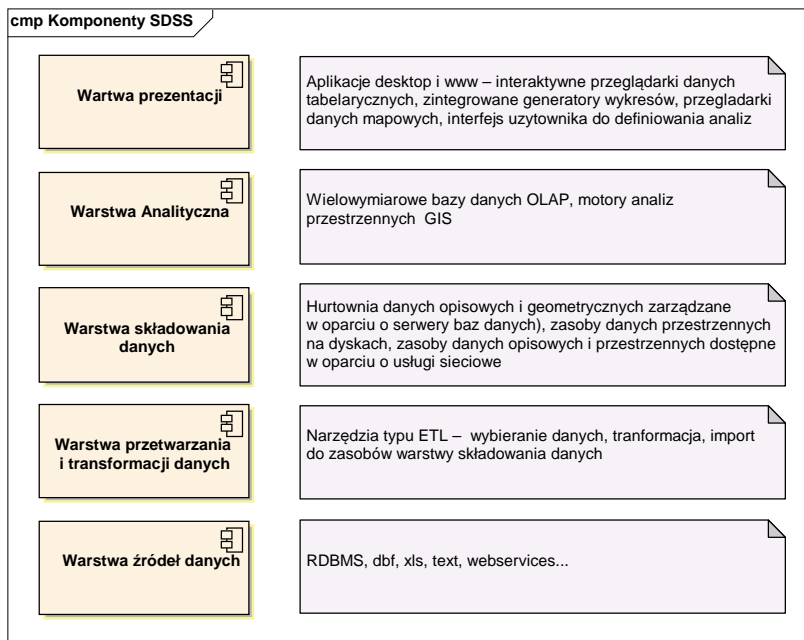 cmp Komponenty SDSS
Wartwa prezentacji
Aplikacje desktop i www – interaktywne przeglądarki danych
tabelarycznych, zintegrowane generatory wykresów, przegladarki
danych mapowych, interfejs uzytownika do definiowania analiz
Warstwa Analityczna
Wielowymiarowe bazy danych OLAP, motory analiz
przestrzennych GIS
Warstwa składowania
danych
Hurtownia danych opisowych i geometrycznych zarządzane
w oparciu o serwery baz danych), zasoby danych przestrzennych
na dyskach, zasoby danych opisowych i przestrzennych dostępne
w oparciu o usługi sieciowe
Warstwa przetwarzania
i transformacji danych
Narzędzia typu ETL – wybieranie danych, tranformacja, import
do zasobów warstwy składowania danych
Warstwa źródeł danych
RDBMS, dbf, xls, text, webservices...